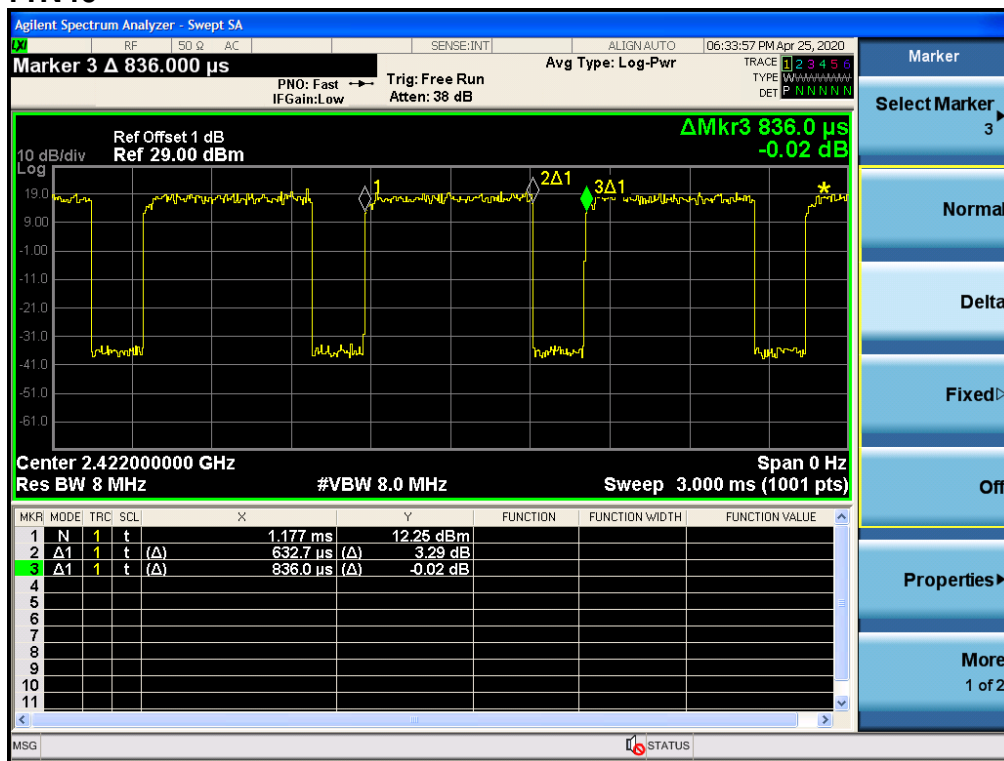 Agilent Spectrum Analyzer - Swept SA
LXI RF 50 Ω AC SENSE:INT ALIGN AUTO 06:33:57 PM Apr 25, 2020
Marker 3 Δ 836.000 µs
PNO: Fast
IFGain:Low
Trig: Free Run
Atten: 38 dB
Avg Type: Log-Pwr
TRACE 1 2 3 4 5 6
TYPE
DET P N N N N N
ΔMkr3 836.0 µs
-0.02 dB
Ref Offset 1 dB
10 dB/div Ref 29.00 dBm
Log
1 2Δ1 3Δ1
19.0
9.00
-1.00
-11.0
-21.0
-31.0
-41.0
-51.0
-61.0
Center 2.422000000 GHz Span 0 Hz
Res BW 8 MHz #VBW 8.0 MHz Sweep 3.000 ms (1001 pts)
MKR MODE TRC SCL X Y FUNCTION FUNCTION WIDTH FUNCTION VALUE
1 N 1 t 1.177 ms 12.25 dBm
2 Δ1 1 t (Δ) 632.7 µs (Δ) 3.29 dB
3 Δ1 1 t (Δ) 836.0 µs (Δ) -0.02 dB
4
5
6
7
8
9
10
11
MSG STATUS
Marker
Select Marker
3
Normal
Delta
Fixed
Off
Properties
More
1 of 2